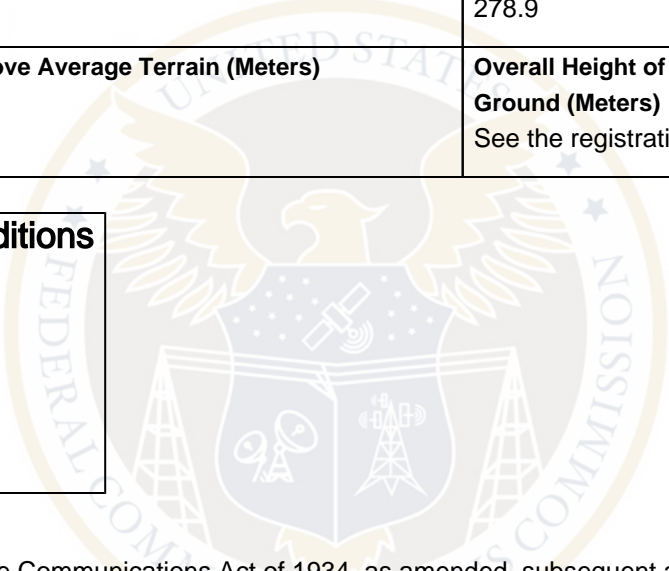 278.9
ove Average Terrain (Meters)
Overall Height of
Ground (Meters)
See the registrati
ditions
UNITED STATES
FEDERAL COMMUNICATIONS COMMISSION
e Communications Act of 1934, as amended, subsequent a